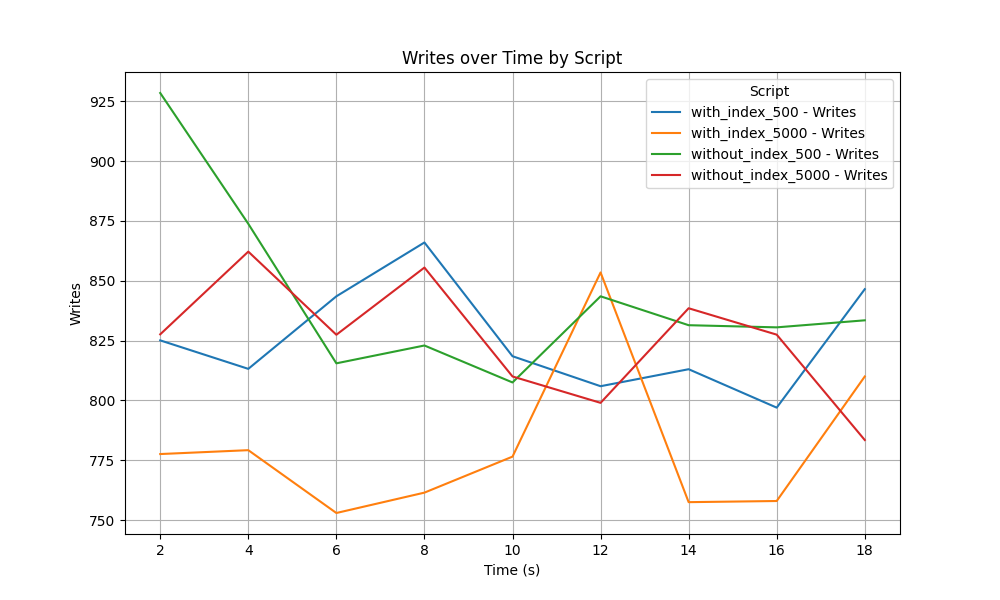 Writes over Time by Script
Script
with_index_500 - Writes
with_index_5000 - Writes
without_index_500 - Writes
without_index_5000 - Writes
Writes
925
900
875
850
825
800
775
750
2 4 6 8 10 12 14 16 18
Time (s)